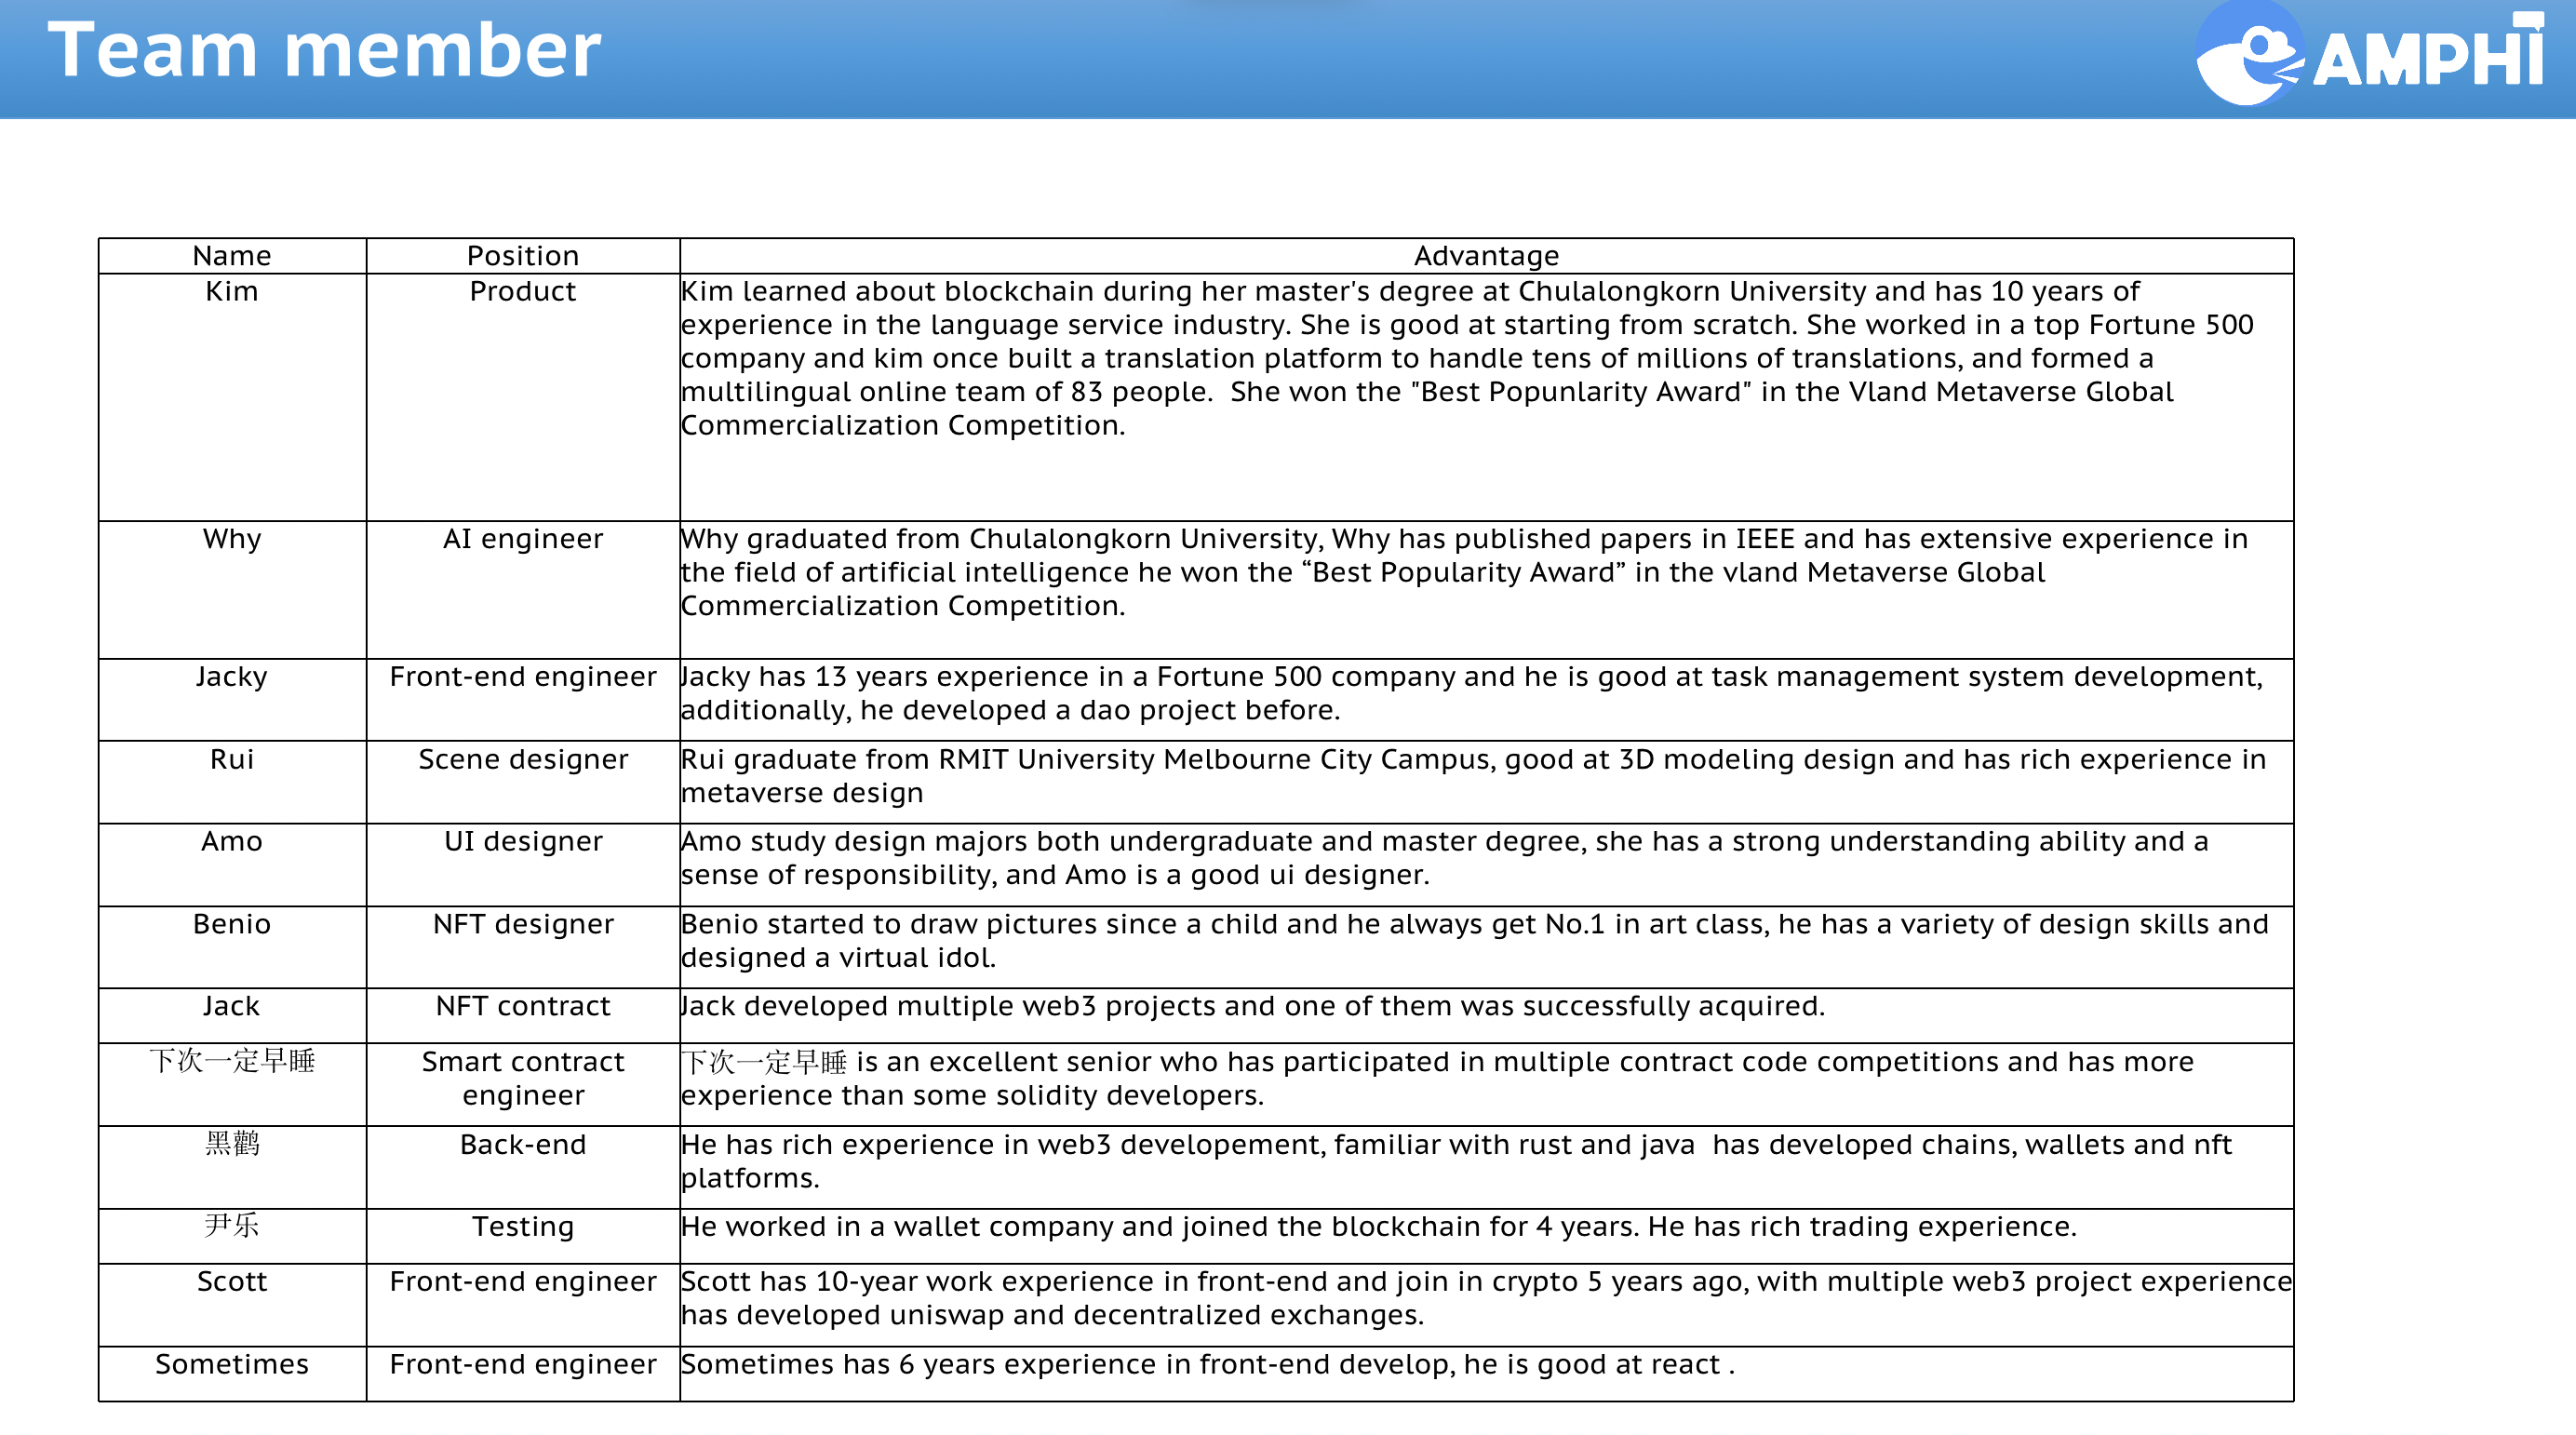 Team member
AMPHI
Name Position Advantage
Kim Product Kim learned about blockchain during her master's degree at Chulalongkorn University and has 10 years of
experience in the language service industry. She is good at starting from scratch. She worked in a top Fortune 500
company and kim once built a translation platform to handle tens of millions of translations, and formed a
multilingual online team of 83 people.  She won the "Best Popunlarity Award" in the Vland Metaverse Global
Commercialization Competition.
Why AI engineer Why graduated from Chulalongkorn University, Why has published papers in IEEE and has extensive experience in
the field of artificial intelligence he won the “Best Popularity Award” in the vland Metaverse Global
Commercialization Competition.
Jacky Front-end engineer Jacky has 13 years experience in a Fortune 500 company and he is good at task management system development,
additionally, he developed a dao project before.
Rui Scene designer Rui graduate from RMIT University Melbourne City Campus, good at 3D modeling design and has rich experience in
metaverse design
Amo UI designer Amo study design majors both undergraduate and master degree, she has a strong understanding ability and a
sense of responsibility, and Amo is a good ui designer.
Benio NFT designer Benio started to draw pictures since a child and he always get No.1 in art class, he has a variety of design skills and
designed a virtual idol.
Jack NFT contract Jack developed multiple web3 projects and one of them was successfully acquired.
下次一定早睡 Smart contract 下次一定早睡 is an excellent senior who has participated in multiple contract code competitions and has more
engineer experience than some solidity developers.
黑鹳 Back-end He has rich experience in web3 developement, familiar with rust and java  has developed chains, wallets and nft
platforms.
尹乐 Testing He worked in a wallet company and joined the blockchain for 4 years. He has rich trading experience.
Scott Front-end engineer Scott has 10-year work experience in front-end and join in crypto 5 years ago, with multiple web3 project experience
has developed uniswap and decentralized exchanges.
Sometimes Front-end engineer Sometimes has 6 years experience in front-end develop, he is good at react .